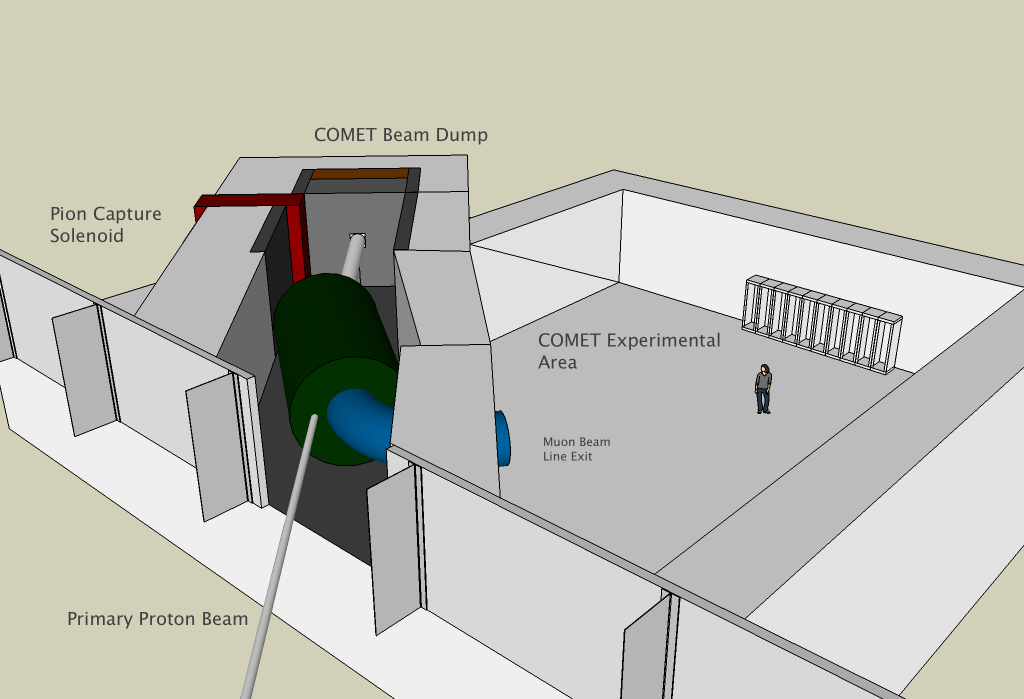 COMET Beam Dump
Pion Capture
Solenoid
COMET Experimental
Area
Muon Beam
Line Exit
Primary Proton Beam